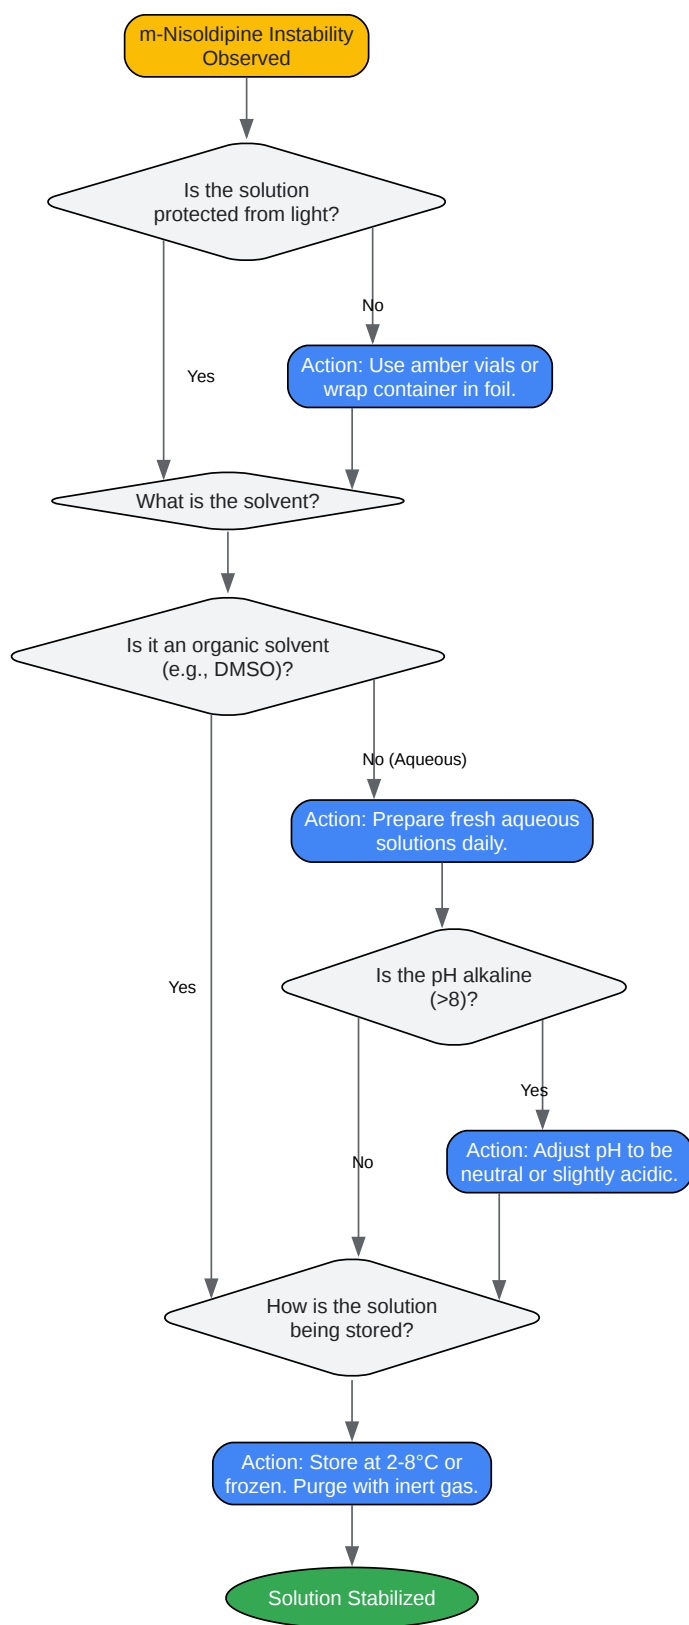 m-Nisoldipine Instability
Observed
Is the solution
protected from light?
No
Action: Use amber vials or
wrap container in foil.
Yes
What is the solvent?
Is it an organic solvent
(e.g., DMSO)?
No (Aqueous)
Action: Prepare fresh aqueous
solutions daily.
Yes
Is the pH alkaline
(>8)?
Yes
Action: Adjust pH to be
neutral or slightly acidic.
No
How is the solution
being stored?
Action: Store at 2-8°C or
frozen. Purge with inert gas.
Solution Stabilized